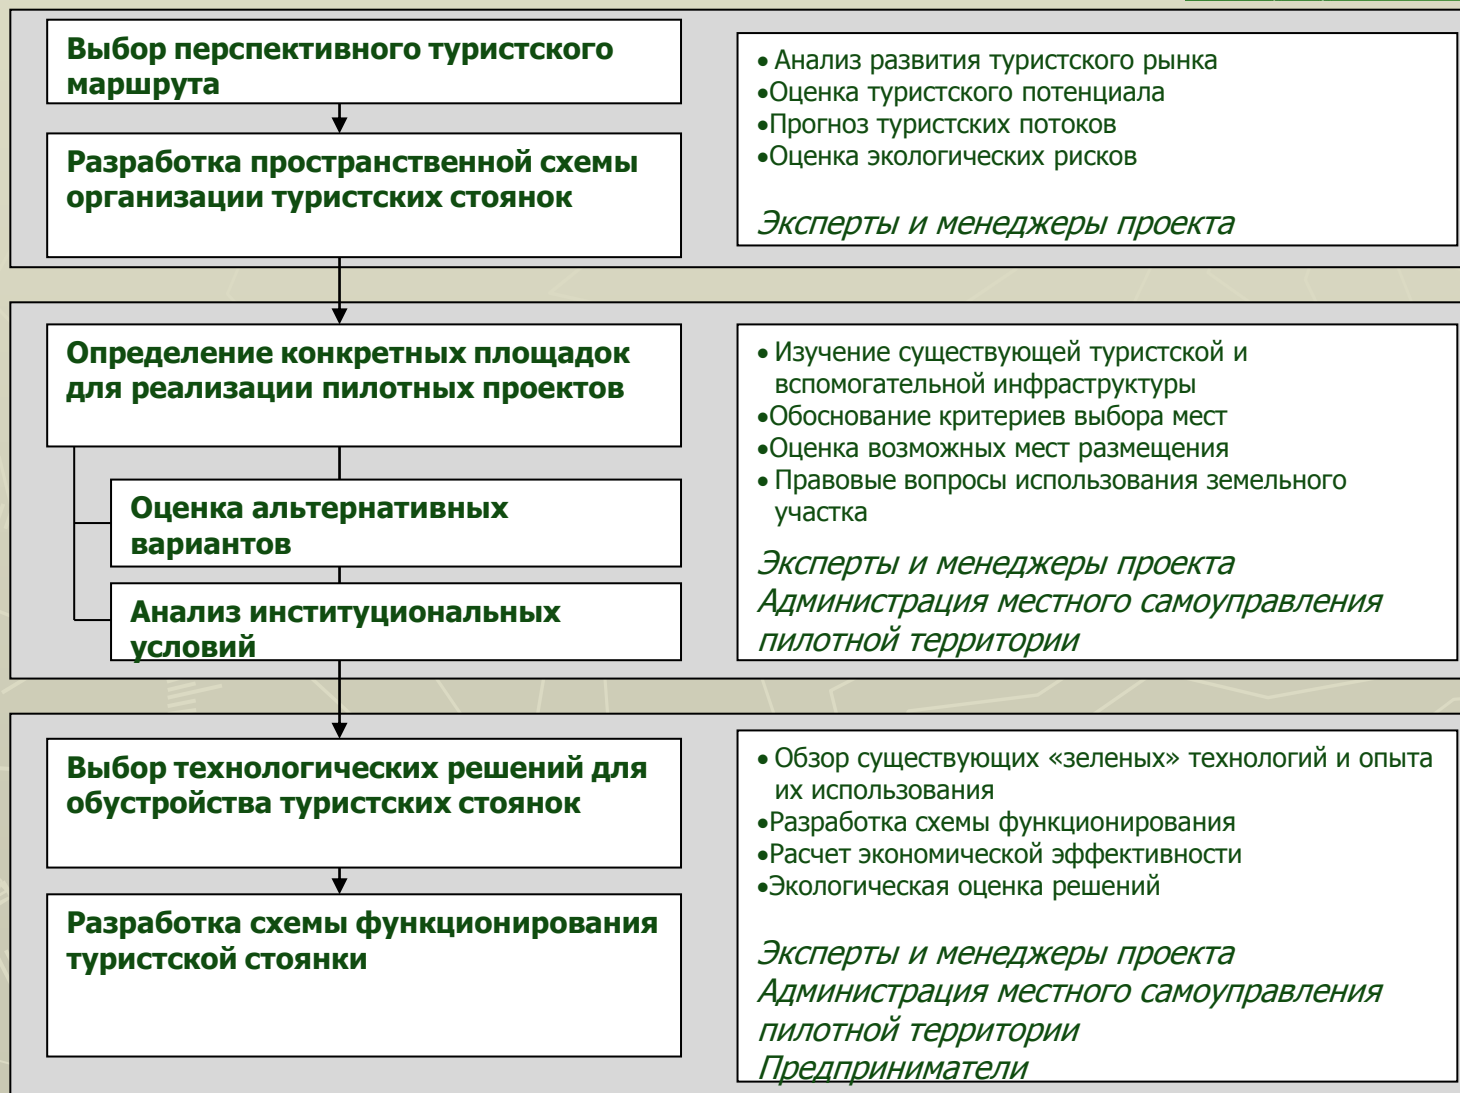 Выбор перспективного туристского
маршрута
Разработка пространственной схемы
организации туристских стоянок
• Анализ развития туристского рынка
•Оценка туристского потенциала
•Прогноз туристских потоков
•Оценка экологических рисков
Эксперты и менеджеры проекта
Определение конкретных площадок
для реализации пилотных проектов
Оценка альтернативных
вариантов
Анализ институциональных
условий
• Изучение существующей туристской и
вспомогательной инфраструктуры
•Обоснование критериев выбора мест
•Оценка возможных мест размещения
• Правовые вопросы использования земельного
участка
Эксперты и менеджеры проекта
Администрация местного самоуправления
пилотной территории
Выбор технологических решений для
обустройства туристских стоянок
Разработка схемы функционирования
туристской стоянки
• Обзор существующих «зеленых» технологий и опыта
их использования
•Разработка схемы функционирования
•Расчет экономической эффективности
•Экологическая оценка решений
Эксперты и менеджеры проекта
Администрация местного самоуправления
пилотной территории
Предприниматели